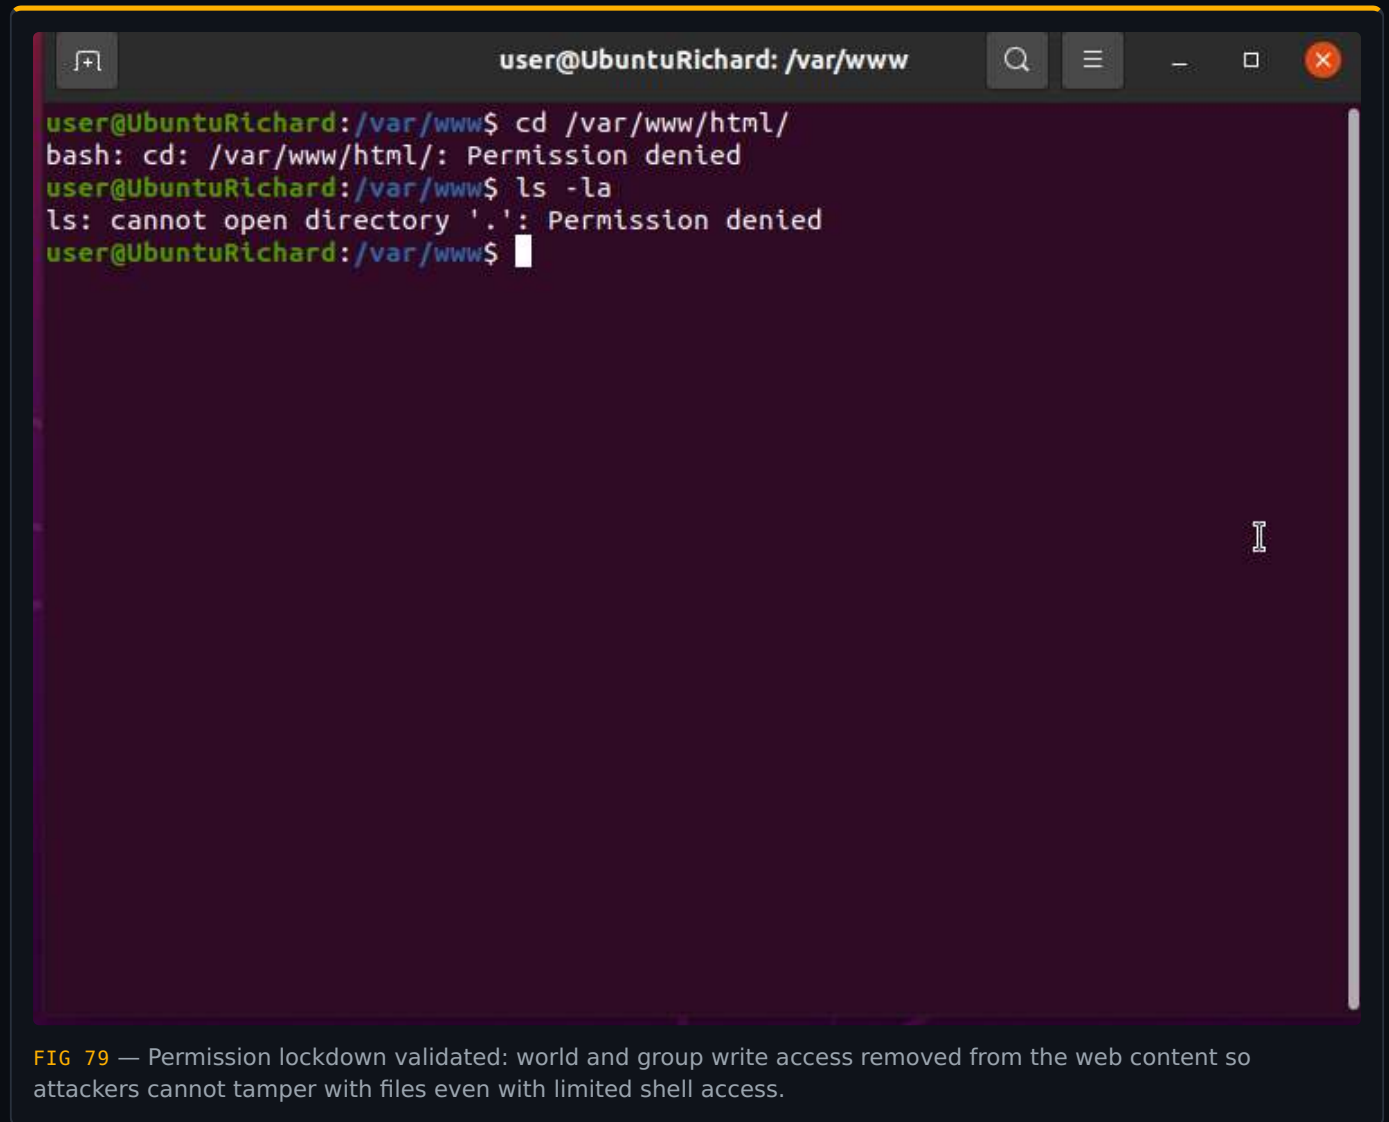 user@UbuntuRichard: /var/www
user@UbuntuRichard:/var/www$ cd /var/www/html/
bash: cd: /var/www/html/: Permission denied
user@UbuntuRichard:/var/www$ ls -la
ls: cannot open directory '.': Permission denied
user@UbuntuRichard:/var/www$
FIG 79 — Permission lockdown validated: world and group write access removed from the web content so
attackers cannot tamper with files even with limited shell access.